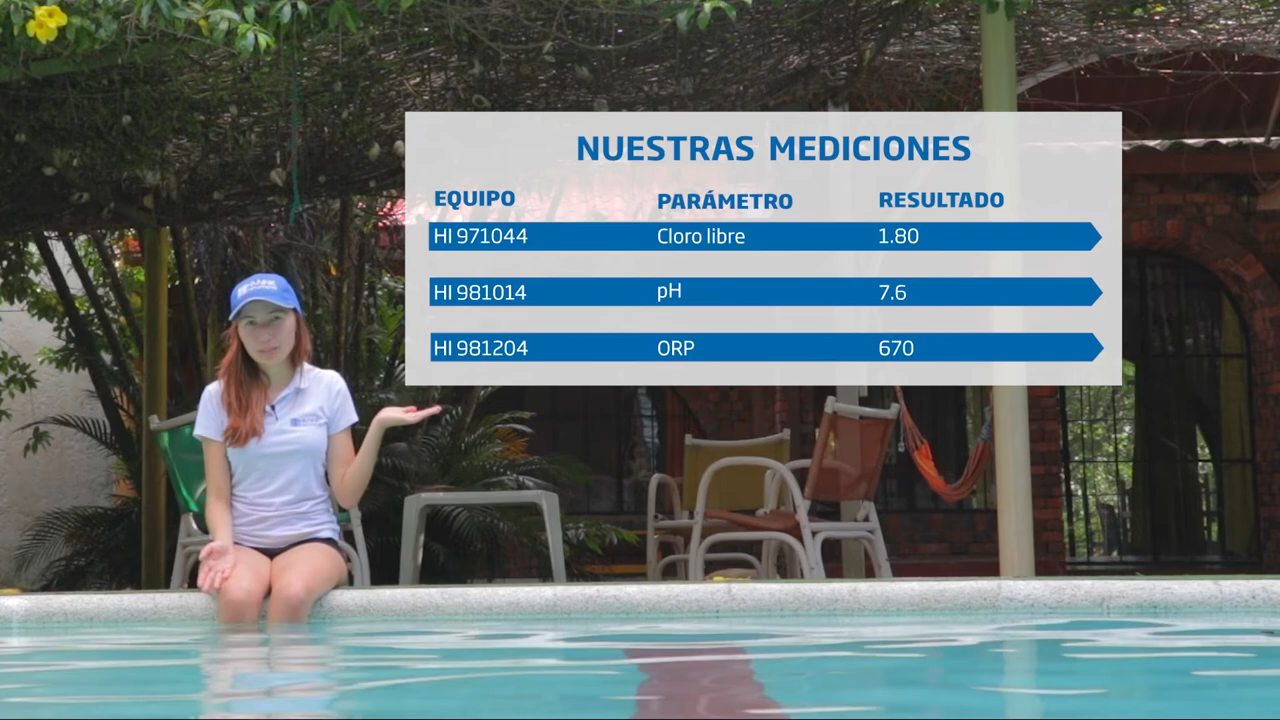 NUESTRAS MEDICIONES
EQUIPO PARÁMETRO RESULTADO
HI 971044 Cloro libre 1.80
HI 981014 pH 7.6
HI 981204 ORP 670